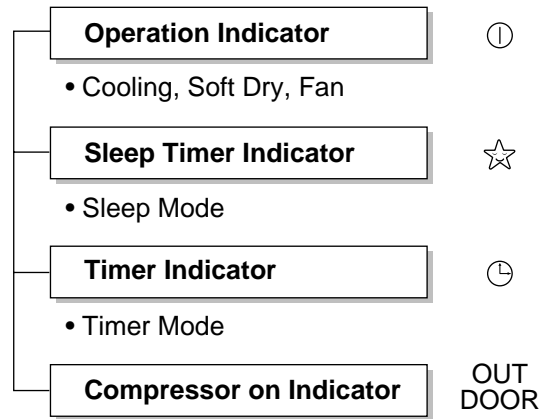 Operation Indicator
• Cooling, Soft Dry, Fan
Sleep Timer Indicator
• Sleep Mode
Timer Indicator
• Timer Mode
Compressor on Indicator
OUT
DOOR